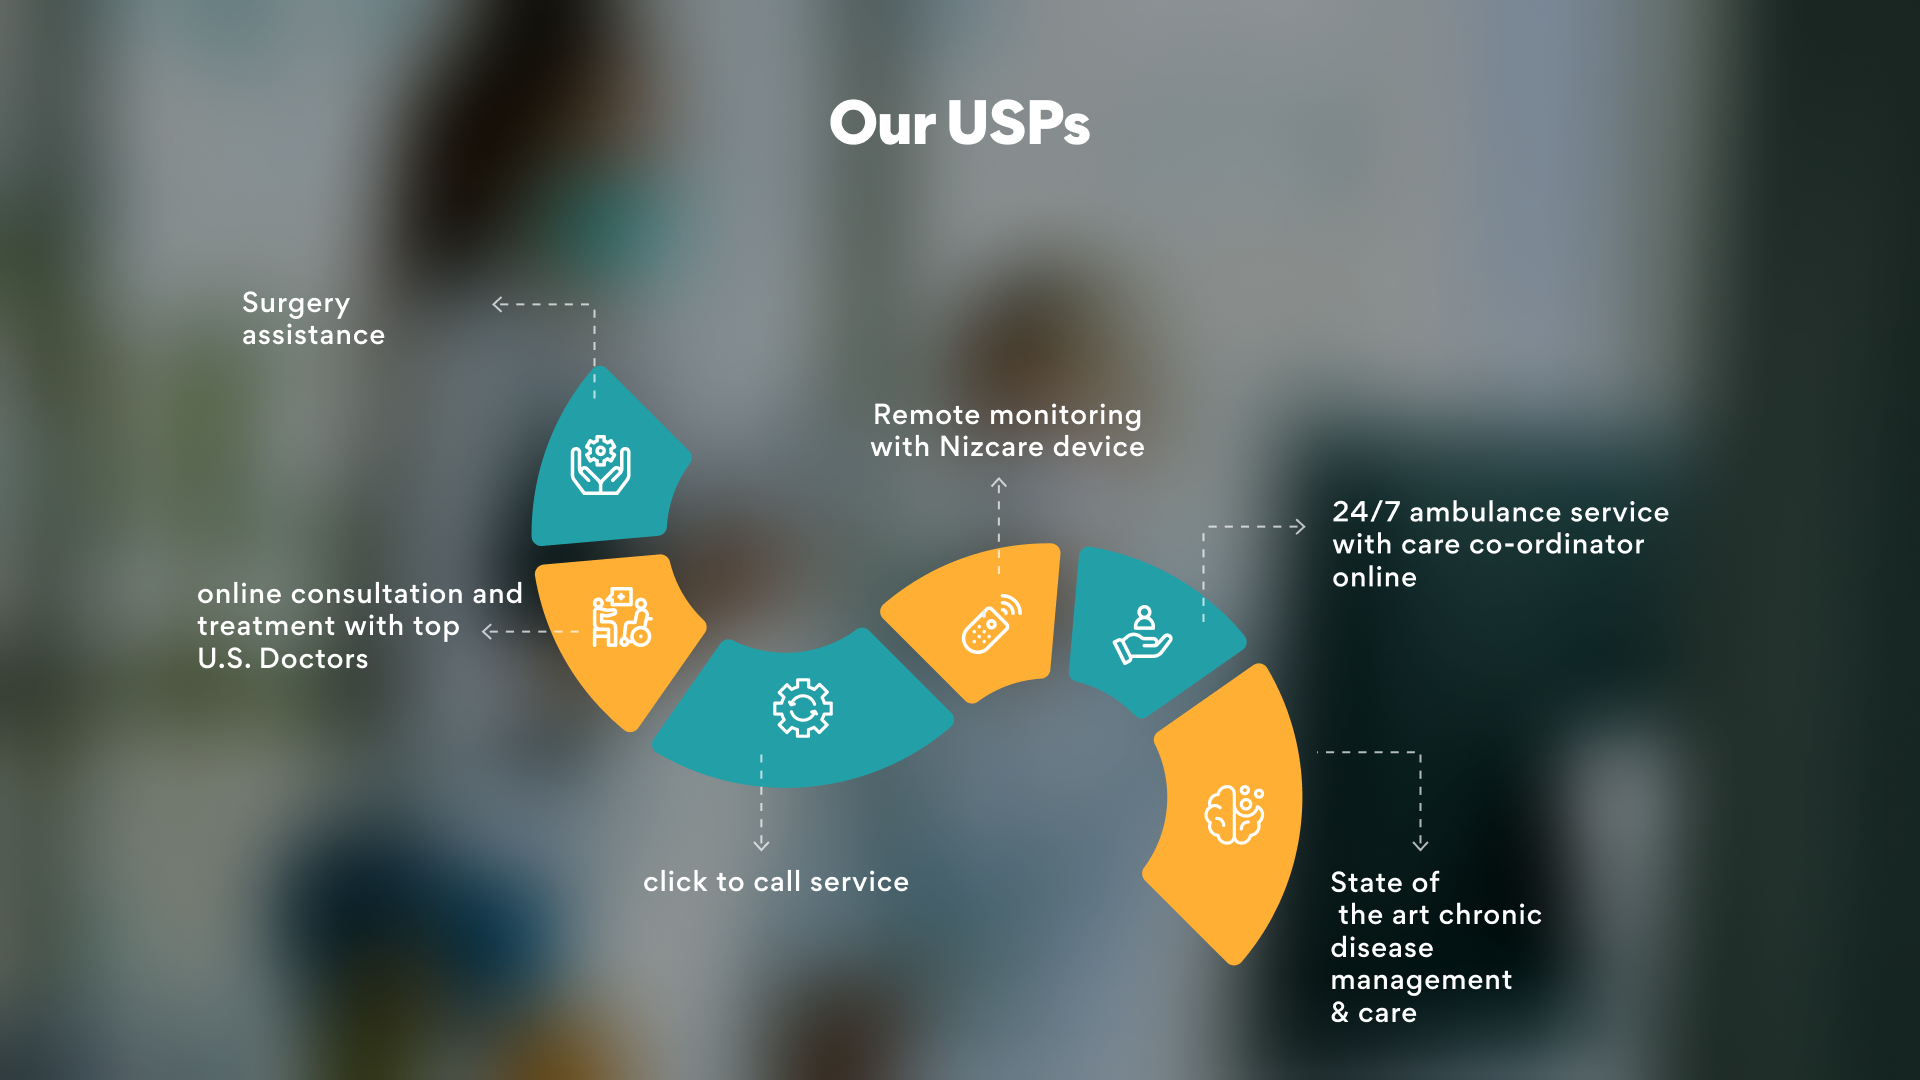 Our USPs
Surgery
assistance
Remote monitoring
with Nizcare device
24/7 ambulance service
with care co-ordinator
online
online consultation and
treatment with top
U.S. Doctors
click to call service
State of
the art chronic
disease
management
& care